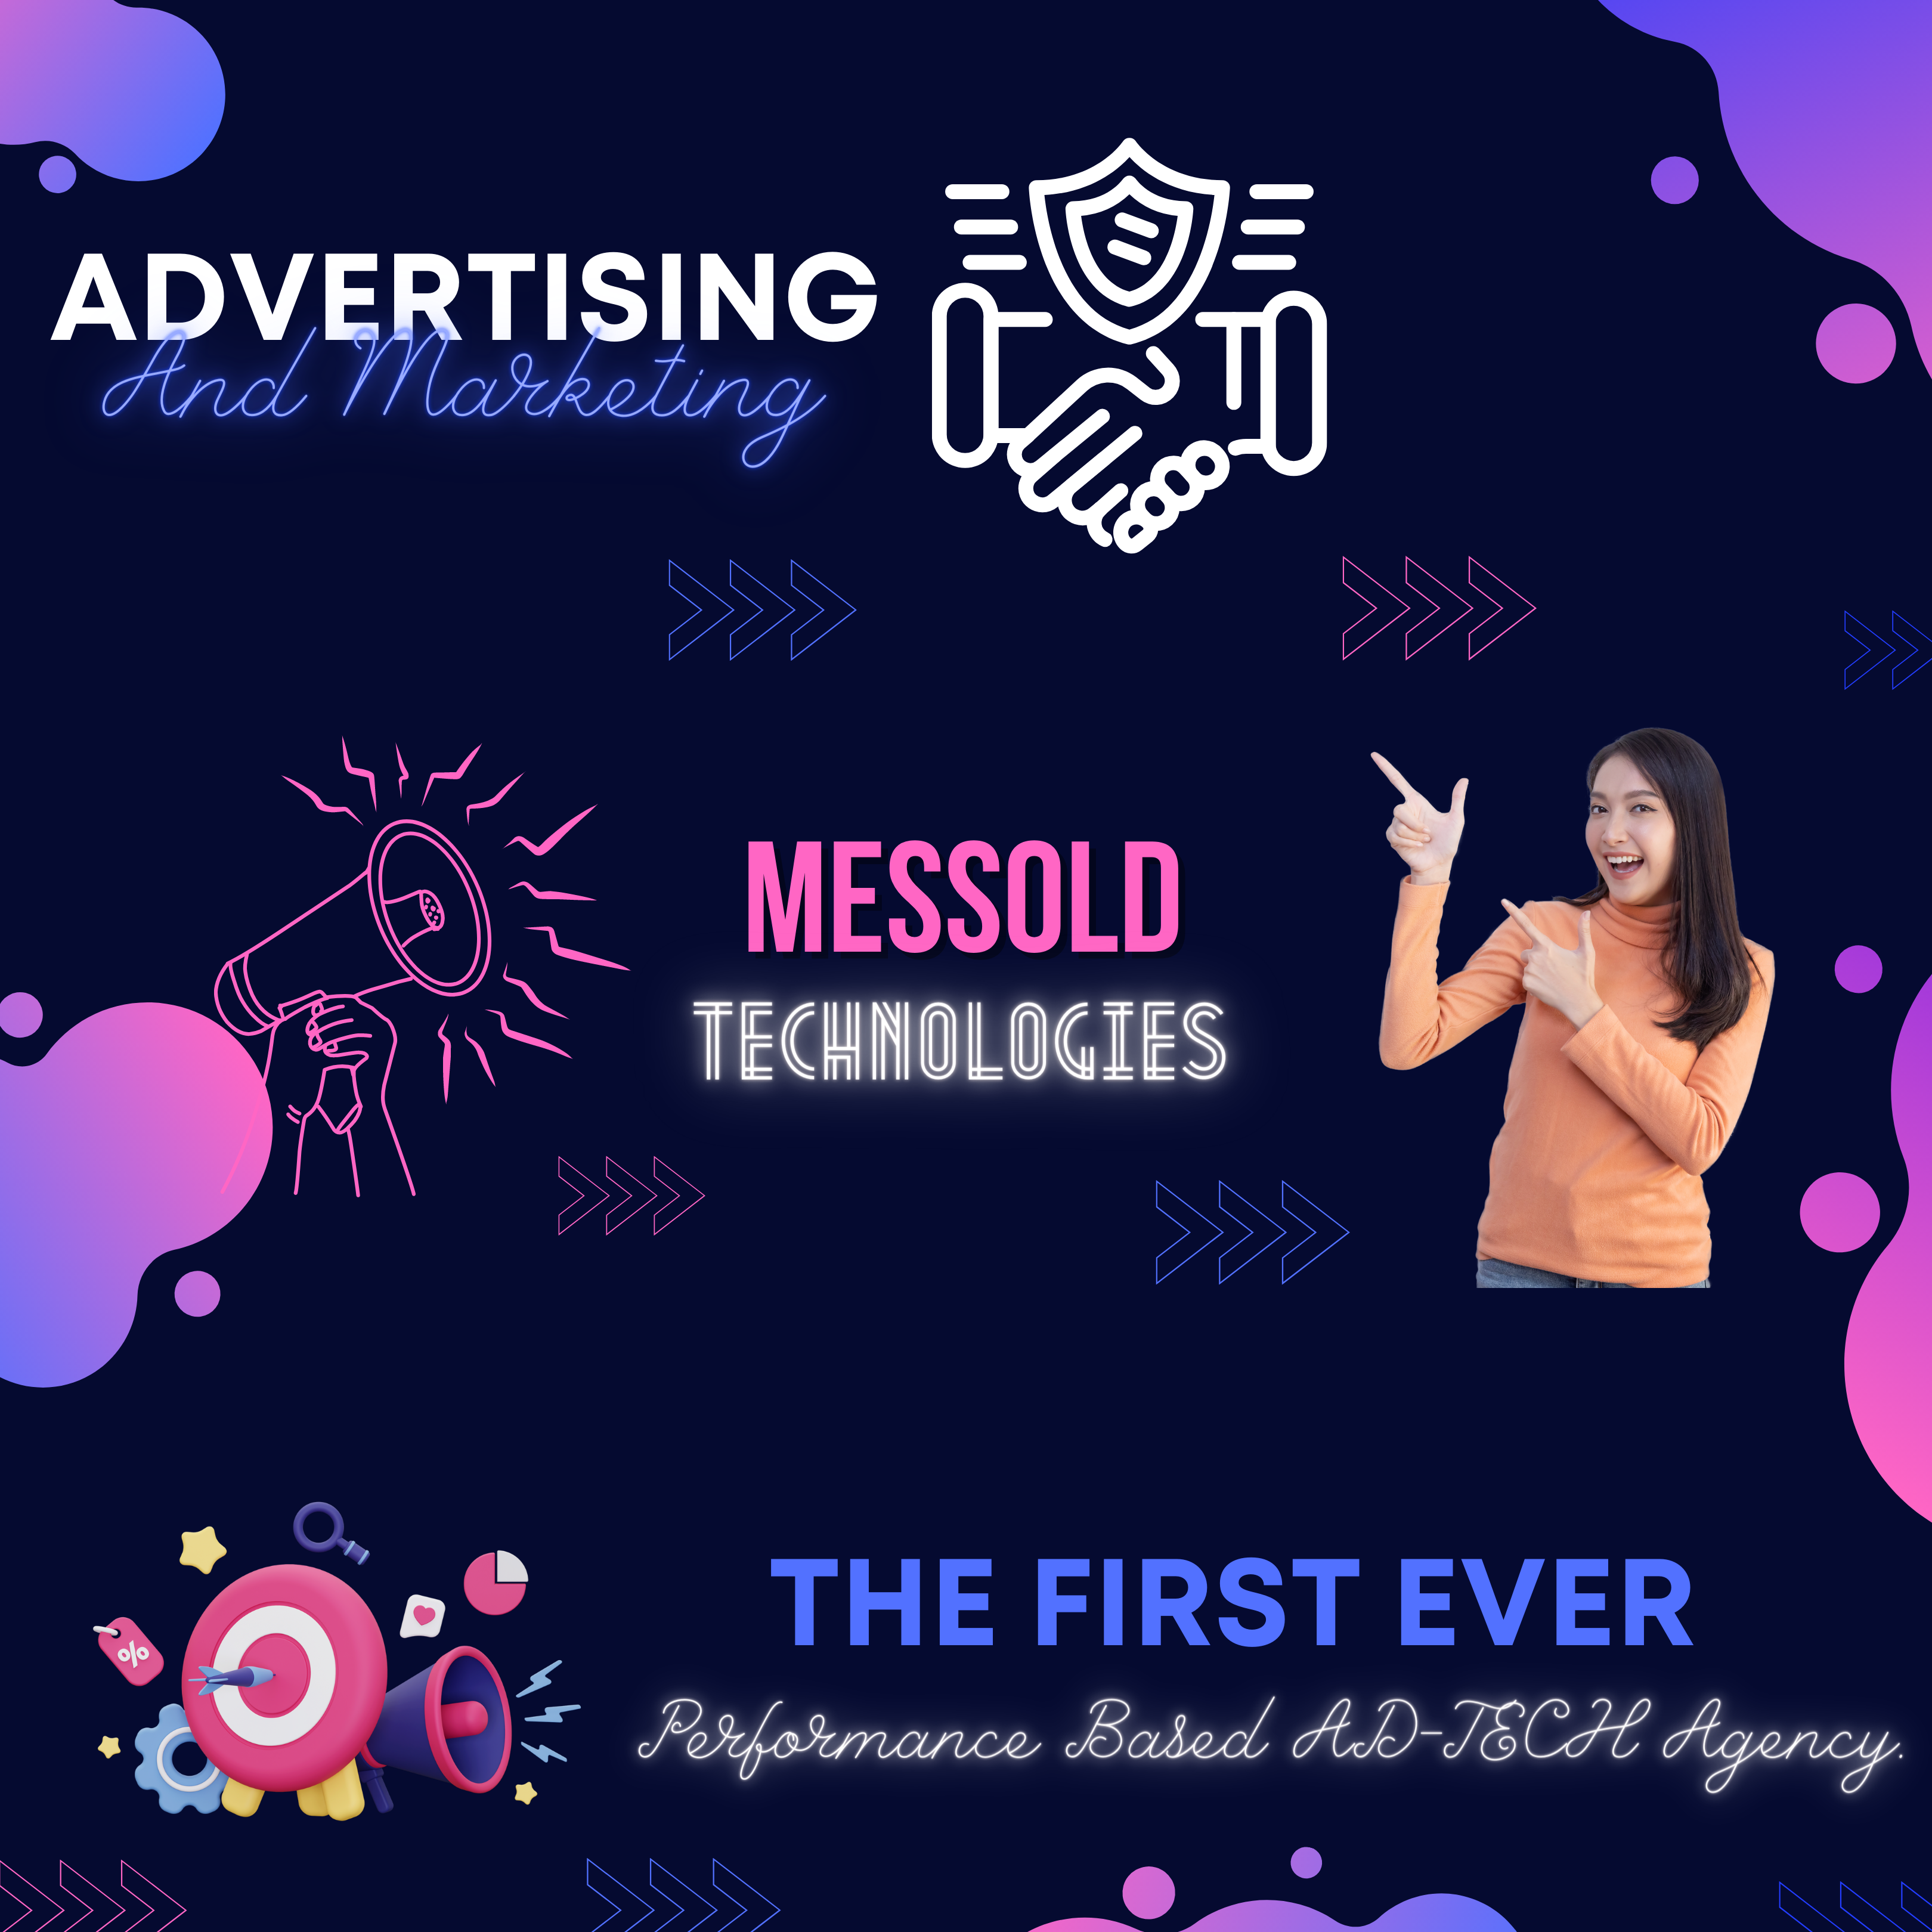 ADVERTISING
And Marketing
MESSOLD
TECHNOLOGIES
%
THE FIRST EVER
Performance Based AD-TECH Agency.